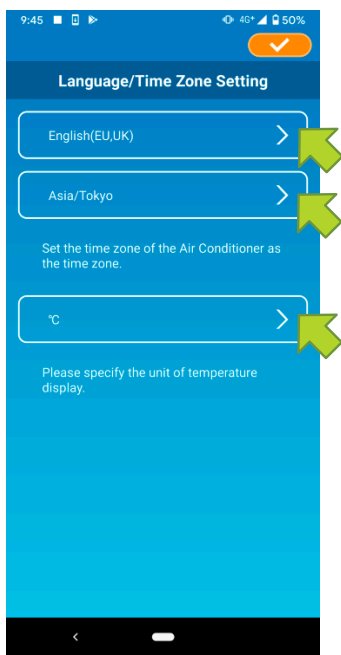 9:45 4G+ 50%
Language/Time Zone Setting
English(EU,UK)
Asia/Tokyo
Set the time zone of the Air Conditioner as
the time zone.
℃
Please specify the unit of temperature
display.